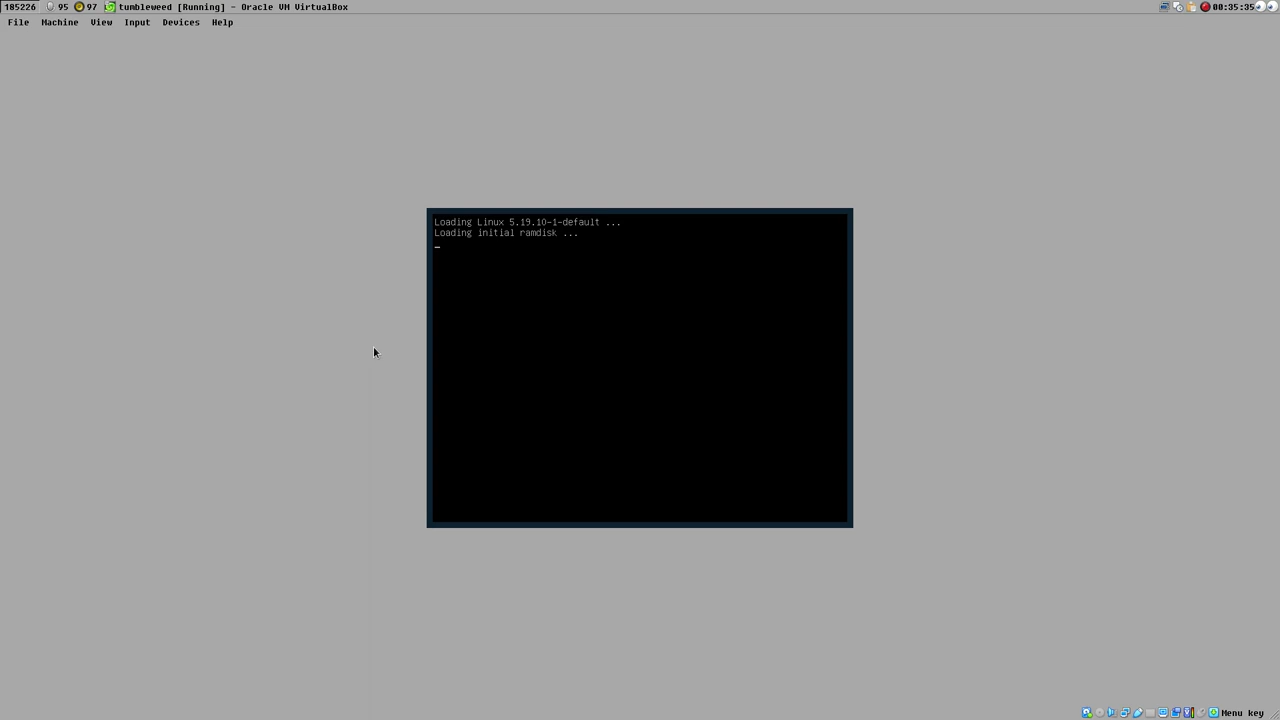 185226 95 97 tumbleweed [Running] - Oracle VM VirtualBox 00:35:35
File Machine View Input Devices Help
Loading Linux 5.19.10-1-default ...
Loading initial ramdisk ...
_
Menu key